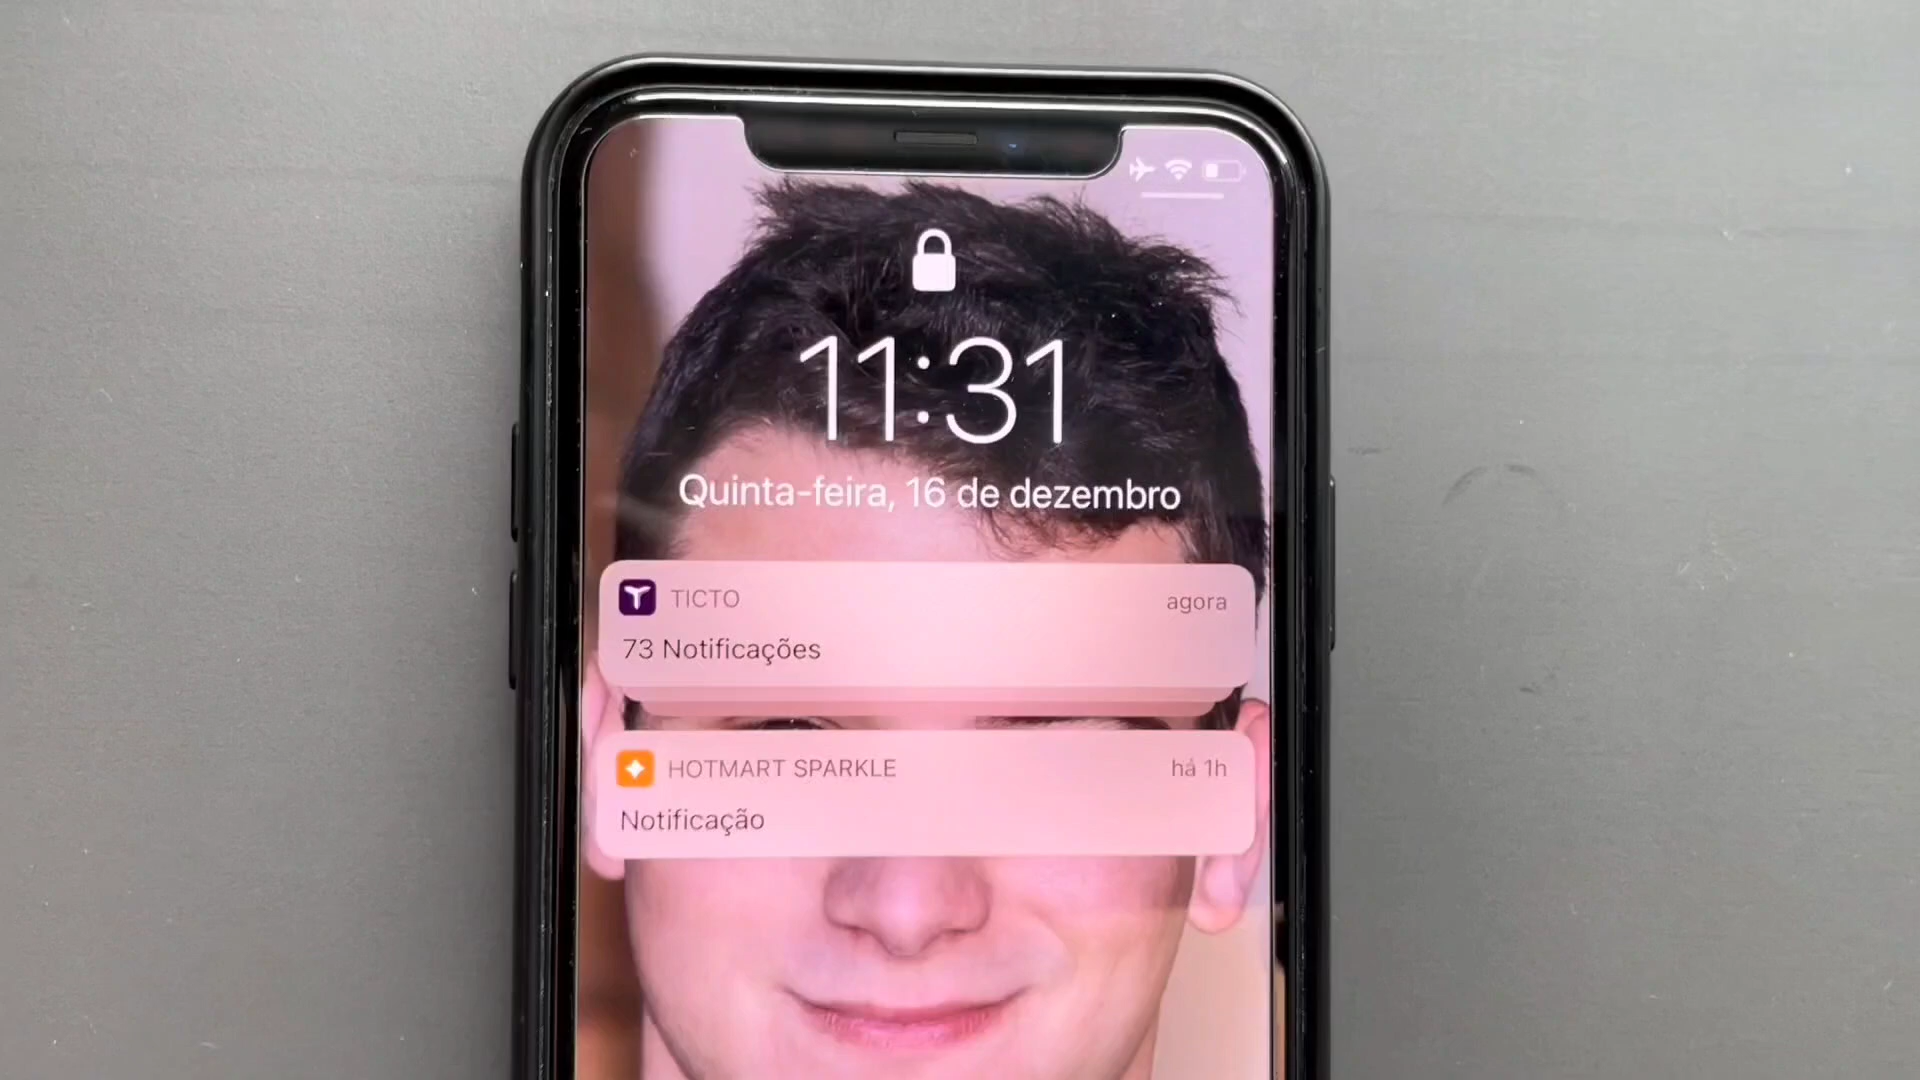 11:31
Quinta-feira, 16 de dezembro
TICTO agora
73 Notificações
HOTMART SPARKLE há 1h
Notificação